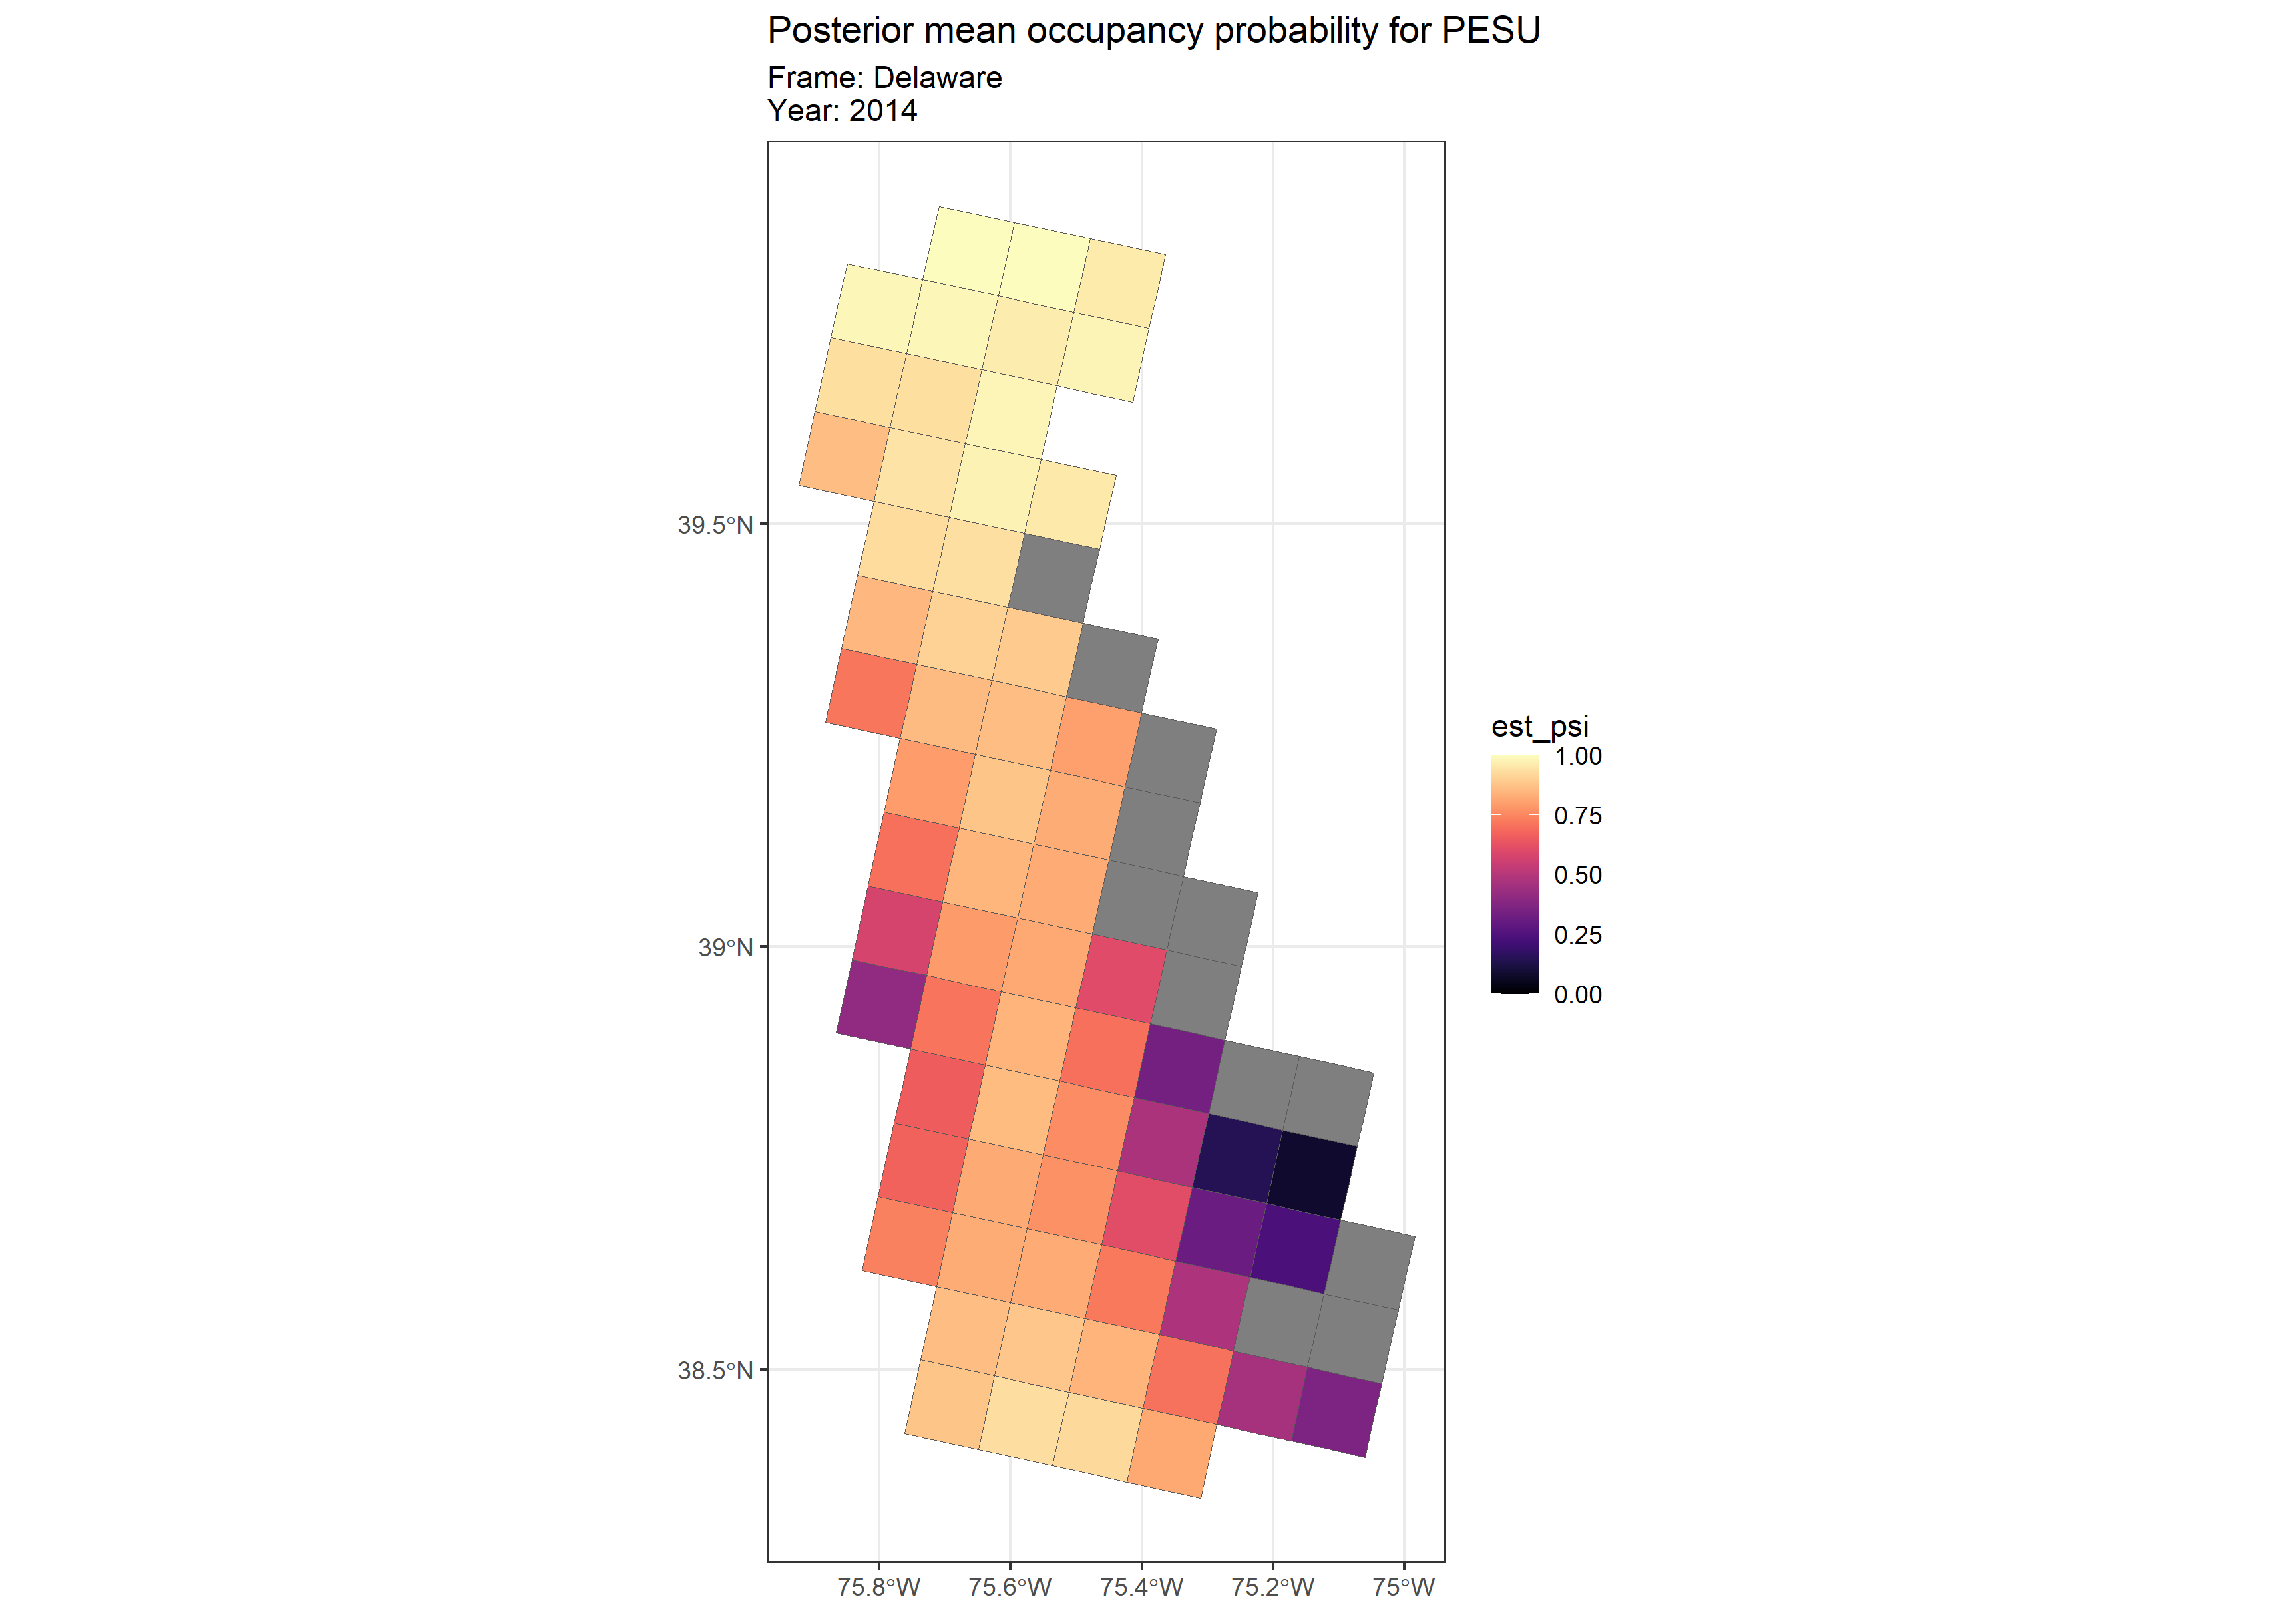 Posterior mean occupancy probability for PESU
Frame: Delaware
Year: 2014
39.5°N
39°N
38.5°N
75.8°W
75.6°W
75.4°W
75.2°W
75°W
est_psi
1.00
0.75
0.50
0.25
0.00